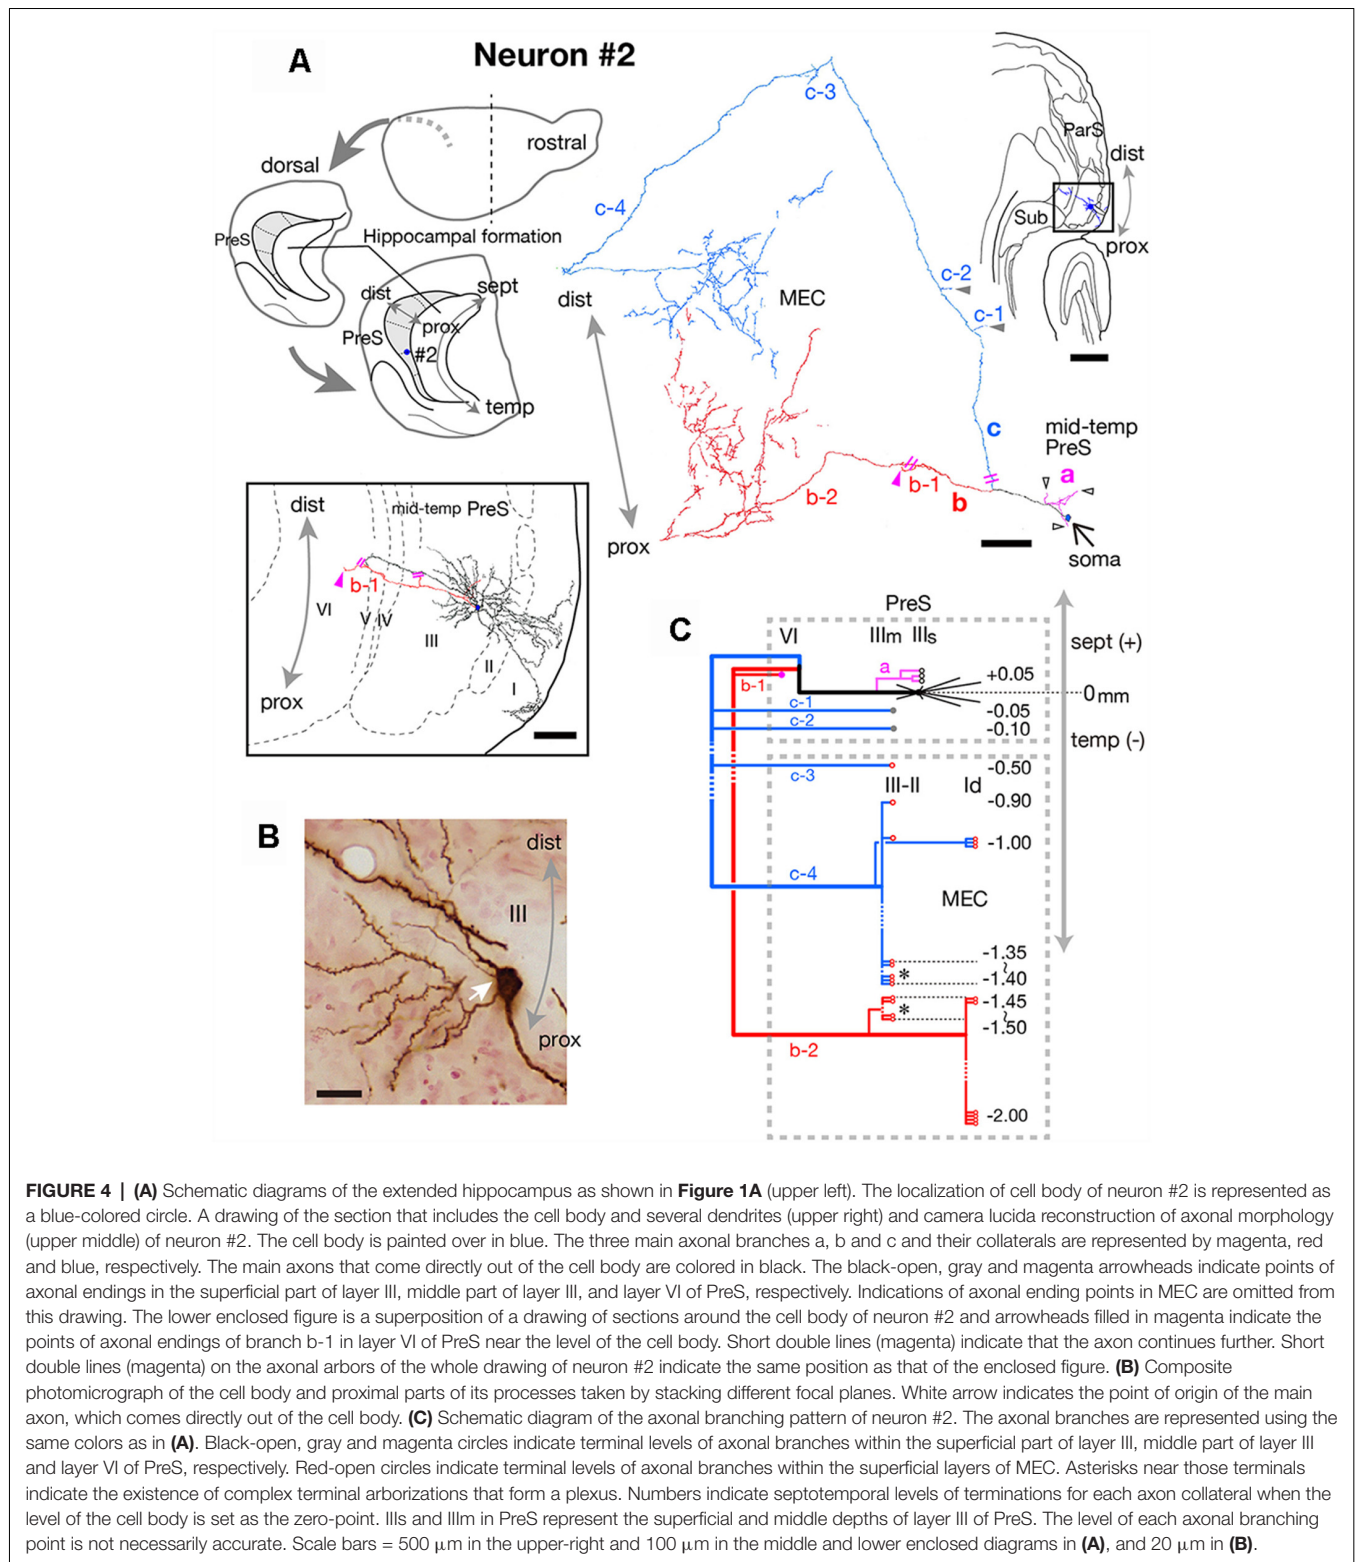 A
Neuron #2
rostral
dorsal
PreS
Hippocampal formation
dist
sept
prox
PreS
#2
temp
c-3
c-4
c-2
c-1
MEC
dist
prox
c
b-2
b-1
b
a
mid-temp
PreS
soma
ParS
dist
Sub
prox
dist
mid-temp PreS
b-1
VI
V
IV
III
II
I
prox
B
dist
III
prox
C
PreS
VI
IIIm
IIIs
sept (+)
a
b-1
+0.05
0 mm
c-1
-0.05
c-2
-0.10
temp (-)
c-3
-0.50
III-II
Id
-0.90
-1.00
c-4
MEC
-1.35
~
*
-1.40
-1.45
*
~
-1.50
b-2
-2.00
FIGURE 4 | (A) Schematic diagrams of the extended hippocampus as shown in Figure 1A (upper left). The localization of cell body of neuron #2 is represented as
a blue-colored circle. A drawing of the section that includes the cell body and several dendrites (upper right) and camera lucida reconstruction of axonal morphology
(upper middle) of neuron #2. The cell body is painted over in blue. The three main axonal branches a, b and c and their collaterals are represented by magenta, red
and blue, respectively. The main axons that come directly out of the cell body are colored in black. The black-open, gray and magenta arrowheads indicate points of
axonal endings in the superficial part of layer III, middle part of layer III, and layer VI of PreS, respectively. Indications of axonal ending points in MEC are omitted from
this drawing. The lower enclosed figure is a superposition of a drawing of sections around the cell body of neuron #2 and arrowheads filled in magenta indicate the
points of axonal endings of branch b-1 in layer VI of PreS near the level of the cell body. Short double lines (magenta) indicate that the axon continues further. Short
double lines (magenta) on the axonal arbors of the whole drawing of neuron #2 indicate the same position as that of the enclosed figure. (B) Composite
photomicrograph of the cell body and proximal parts of its processes taken by stacking different focal planes. White arrow indicates the point of origin of the main
axon, which comes directly out of the cell body. (C) Schematic diagram of the axonal branching pattern of neuron #2. The axonal branches are represented using the
same colors as in (A). Black-open, gray and magenta circles indicate terminal levels of axonal branches within the superficial part of layer III, middle part of layer III
and layer VI of PreS, respectively. Red-open circles indicate terminal levels of axonal branches within the superficial layers of MEC. Asterisks near those terminals
indicate the existence of complex terminal arborizations that form a plexus. Numbers indicate septotemporal levels of terminations for each axon collateral when the
level of the cell body is set as the zero-point. IIIs and IIIm in PreS represent the superficial and middle depths of layer III of PreS. The level of each axonal branching
point is not necessarily accurate. Scale bars = 500 μm in the upper-right and 100 μm in the middle and lower enclosed diagrams in (A), and 20 μm in (B).